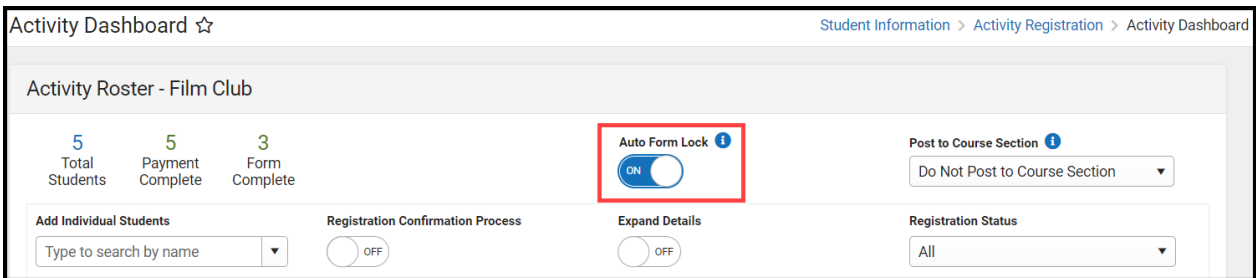 Activity Dashboard
Student Information > Activity Registration > Activity Dashboard
Activity Roster - Film Club
5
Total
Students
5
Payment
Complete
3
Form
Complete
Auto Form Lock
ON
Post to Course Section
Do Not Post to Course Section
Add Individual Students
Type to search by name
Registration Confirmation Process
OFF
Expand Details
OFF
Registration Status
All